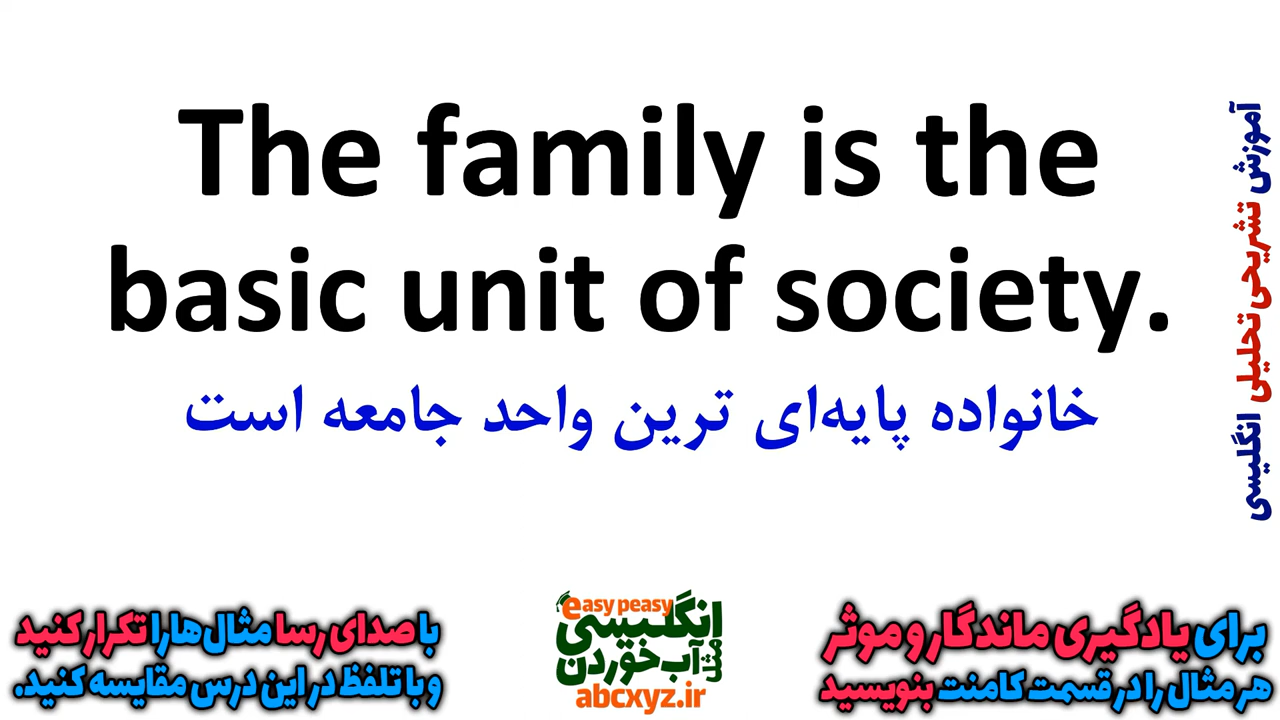 The family is the
basic unit of society.
خانواده پایه‌ای ترین واحد جامعه است
آموزش تشریحی تحلیلی انگلیسی
برای یادگیری ماندگار و موثر
هر مثال را در قسمت کامنت بنویسید
easy peasy
انگلیسی
مثل
آب خوردن
abcxyz.ir
با صدای رسا مثال‌ها را تکرار کنید
و با تلفظ در این درس مقایسه کنید.